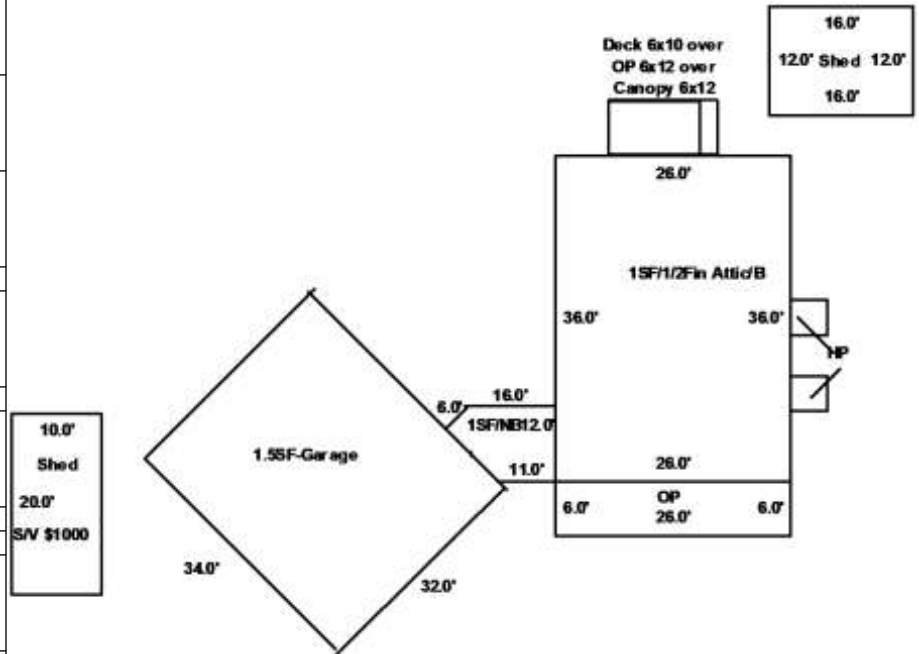 16.0'
12.0' Shed 12.0'
16.0'
Deck 6x10 over
OP 6x12 over
Canopy 6x12
26.0'
1SF/1/2Fin Attic/B
36.0'
36.0'
HP
16.0'
6.0'
1SF/NB
12.0'
11.0'
26.0'
OP
6.0'
26.0'
6.0'
1.5SF-Garage
34.0'
32.0'
10.0'
Shed
20.0'
S/V $1000